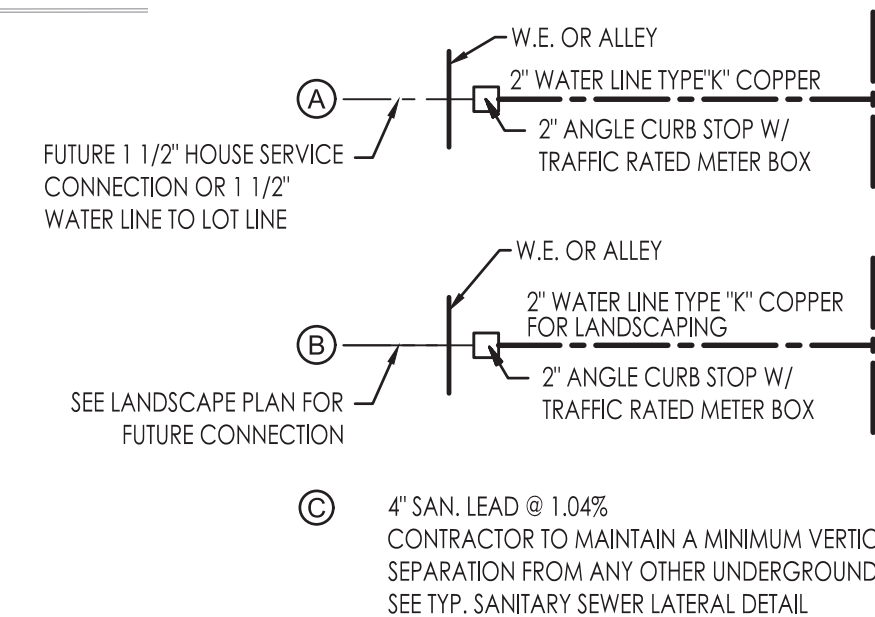 W.E. OR ALLEY
A
2" WATER LINE TYPE"K" COPPER
2" ANGLE CURB STOP W/
TRAFFIC RATED METER BOX
FUTURE 1 1/2" HOUSE SERVICE
CONNECTION OR 1 1/2"
WATER LINE TO LOT LINE
W.E. OR ALLEY
B
2" WATER LINE TYPE "K" COPPER
FOR LANDSCAPING
2" ANGLE CURB STOP W/
TRAFFIC RATED METER BOX
SEE LANDSCAPE PLAN FOR
FUTURE CONNECTION
C
4" SAN. LEAD @ 1.04%
CONTRACTOR TO MAINTAIN A MINIMUM VERTIC
SEPARATION FROM ANY OTHER UNDERGROUND
SEE TYP. SANITARY SEWER LATERAL DETAIL